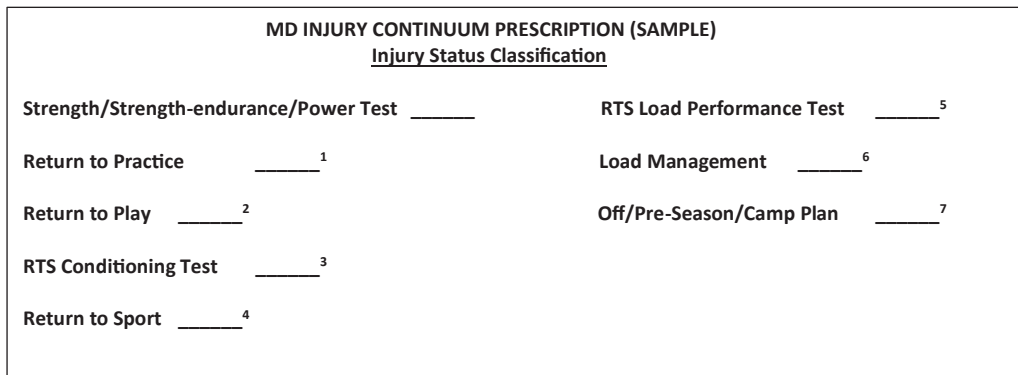 MD INJURY CONTINUUM PRESCRIPTION (SAMPLE)
Injury Status Classification
Strength/Strength-endurance/Power Test ______
RTS Load Performance Test ______5
Return to Practice ______1
Load Management ______6
Return to Play ______2
Off/Pre-Season/Camp Plan ______7
RTS Conditioning Test ______3
Return to Sport ______4